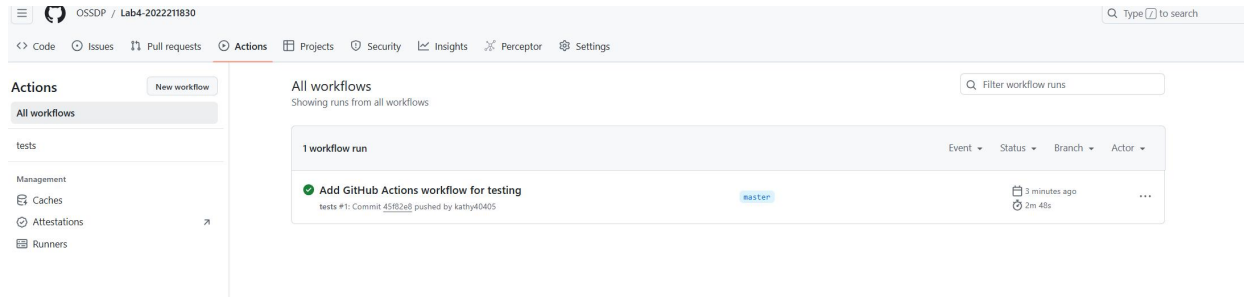 OSSDP / Lab4-2022211830
Type / to search
Code Issues Pull requests Actions Projects Security Insights Perceptor Settings
Actions
New workflow
All workflows
tests
Management
Caches
Attestations
Runners
All workflows
Showing runs from all workflows
Filter workflow runs
1 workflow run
Event Status Branch Actor
Add GitHub Actions workflow for testing
tests #1: Commit 45f82e8 pushed by kathy40405
master
3 minutes ago
2m 48s